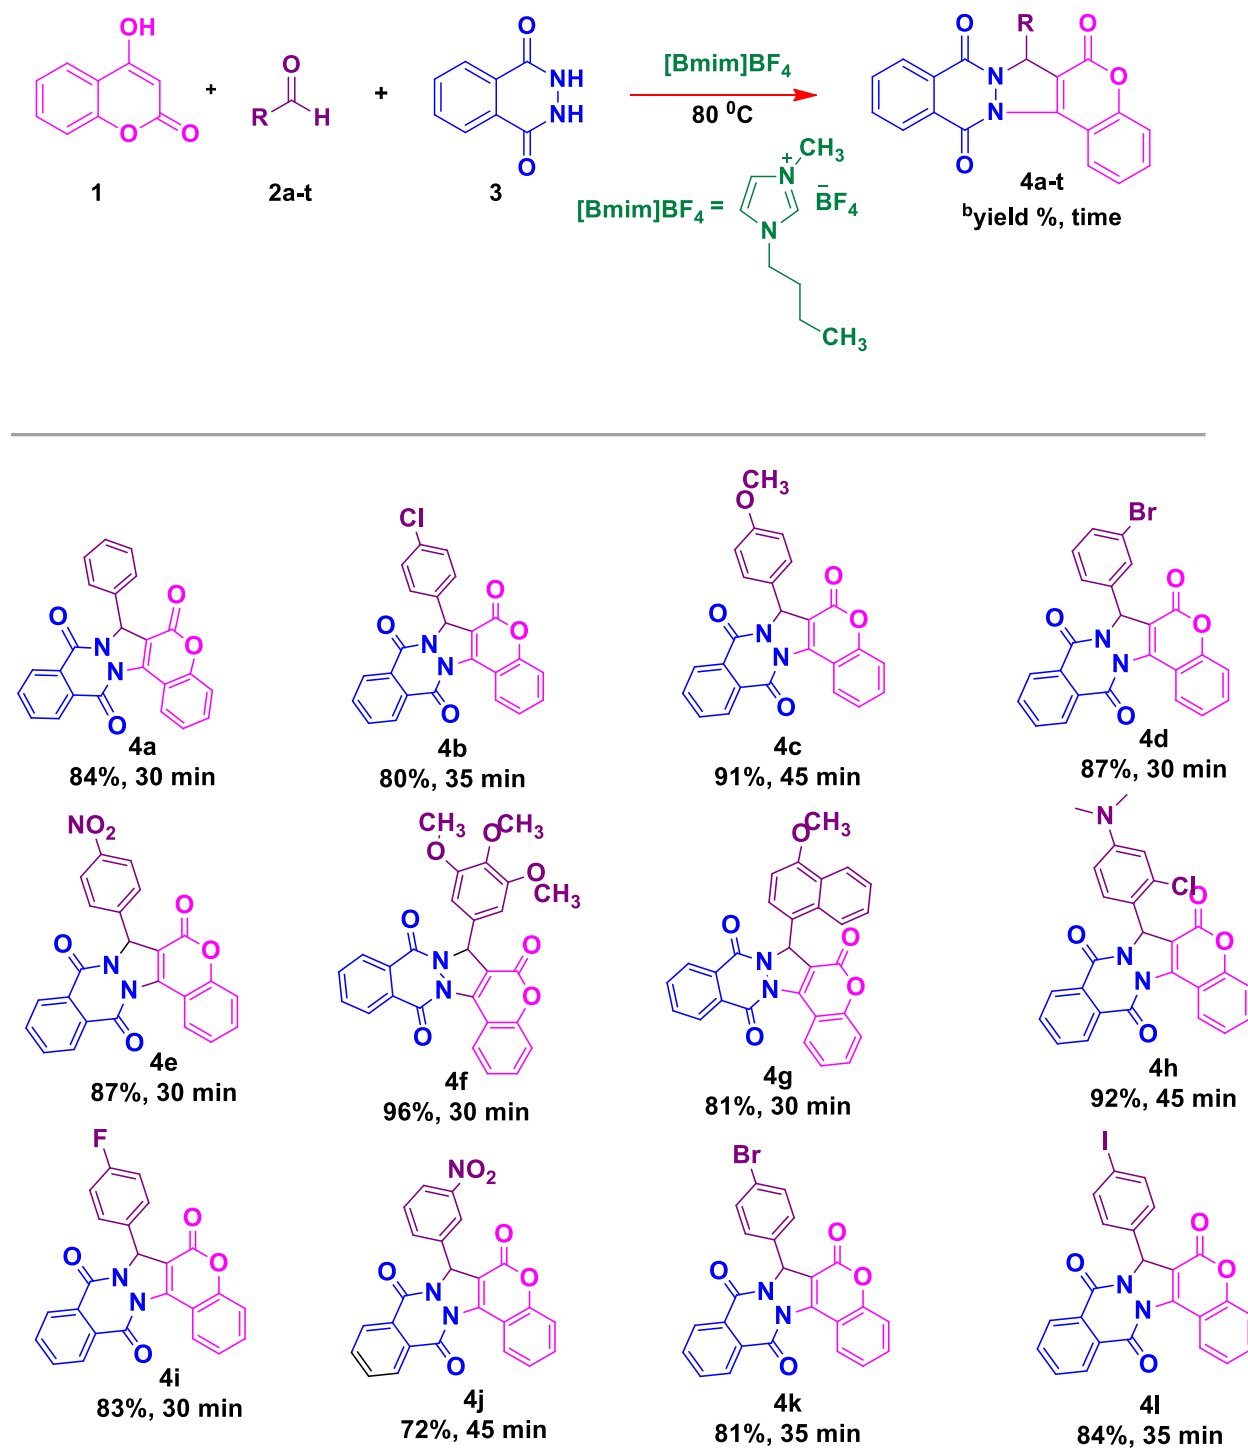 OH
O
O
1
+
O
R
H
2a-t
+
O
NH
NH
O
3
[Bmim]BF4
80 0C
[Bmim]BF4 =
N
+
CH3
N
−
BF4
CH3
O
R
O
N
O
N
O
4a-t
byield %, time
O
O
N
O
N
O
4a
84%, 30 min
Cl
O
O
N
O
N
O
4b
80%, 35 min
CH3
O
O
O
N
O
N
O
4c
91%, 45 min
Br
O
O
N
O
N
O
4d
87%, 30 min
NO2
O
O
N
O
N
O
4e
87%, 30 min
CH3
O
O
CH3
O
CH3
O
O
N
O
N
O
4f
96%, 30 min
CH3
O
O
O
N
O
N
O
4g
81%, 30 min
N
Cl
O
O
N
O
N
O
4h
92%, 45 min
F
O
O
N
O
N
O
4i
83%, 30 min
NO2
O
O
N
O
N
O
4j
72%, 45 min
Br
O
O
N
O
N
O
4k
81%, 35 min
I
O
O
N
O
N
O
4l
84%, 35 min